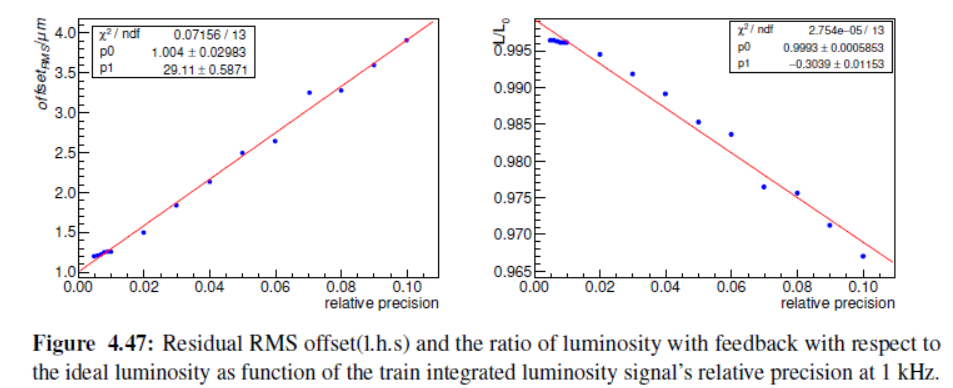 χ² / ndf 0.07156 / 13
p0 1.004 ± 0.02983
p1 29.11 ± 0.5871
offset_RMS/μm
4.0
3.5
3.0
2.5
2.0
1.5
1.0
0.00 0.02 0.04 0.06 0.08 0.10
relative precision
χ² / ndf 2.754e−05 / 13
p0 0.9993 ± 0.0005853
p1 −0.3039 ± 0.01153
L/L₀
0.995
0.990
0.985
0.980
0.975
0.970
0.965
0.00 0.02 0.04 0.06 0.08 0.10
relative precision
Figure 4.47: Residual RMS offset(l.h.s) and the ratio of luminosity with feedback with respect to
the ideal luminosity as function of the train integrated luminosity signal's relative precision at 1 kHz.